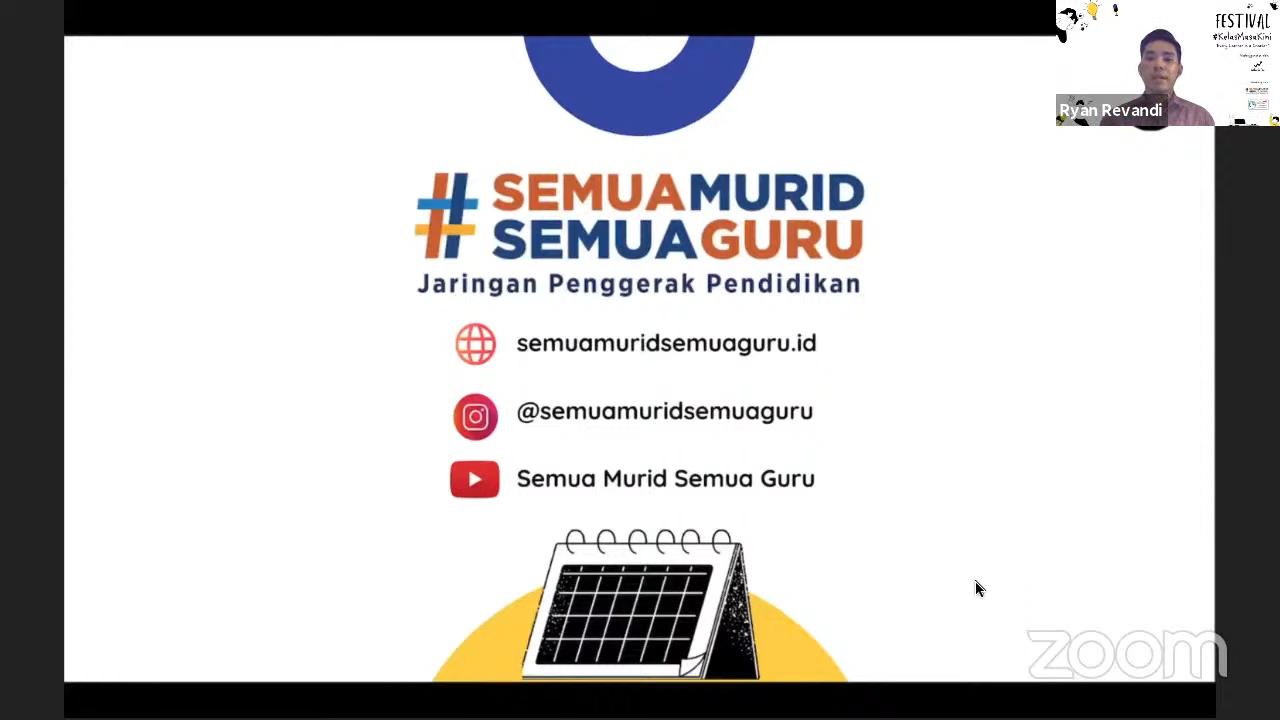 FESTIVAL
#KelasMasaKini
Ryan Revandi
#SEMUAMURID
SEMUAGURU
Jaringan Penggerak Pendidikan
semuamuridsemuaguru.id
@semuamuridsemuaguru
Semua Murid Semua Guru
zoom